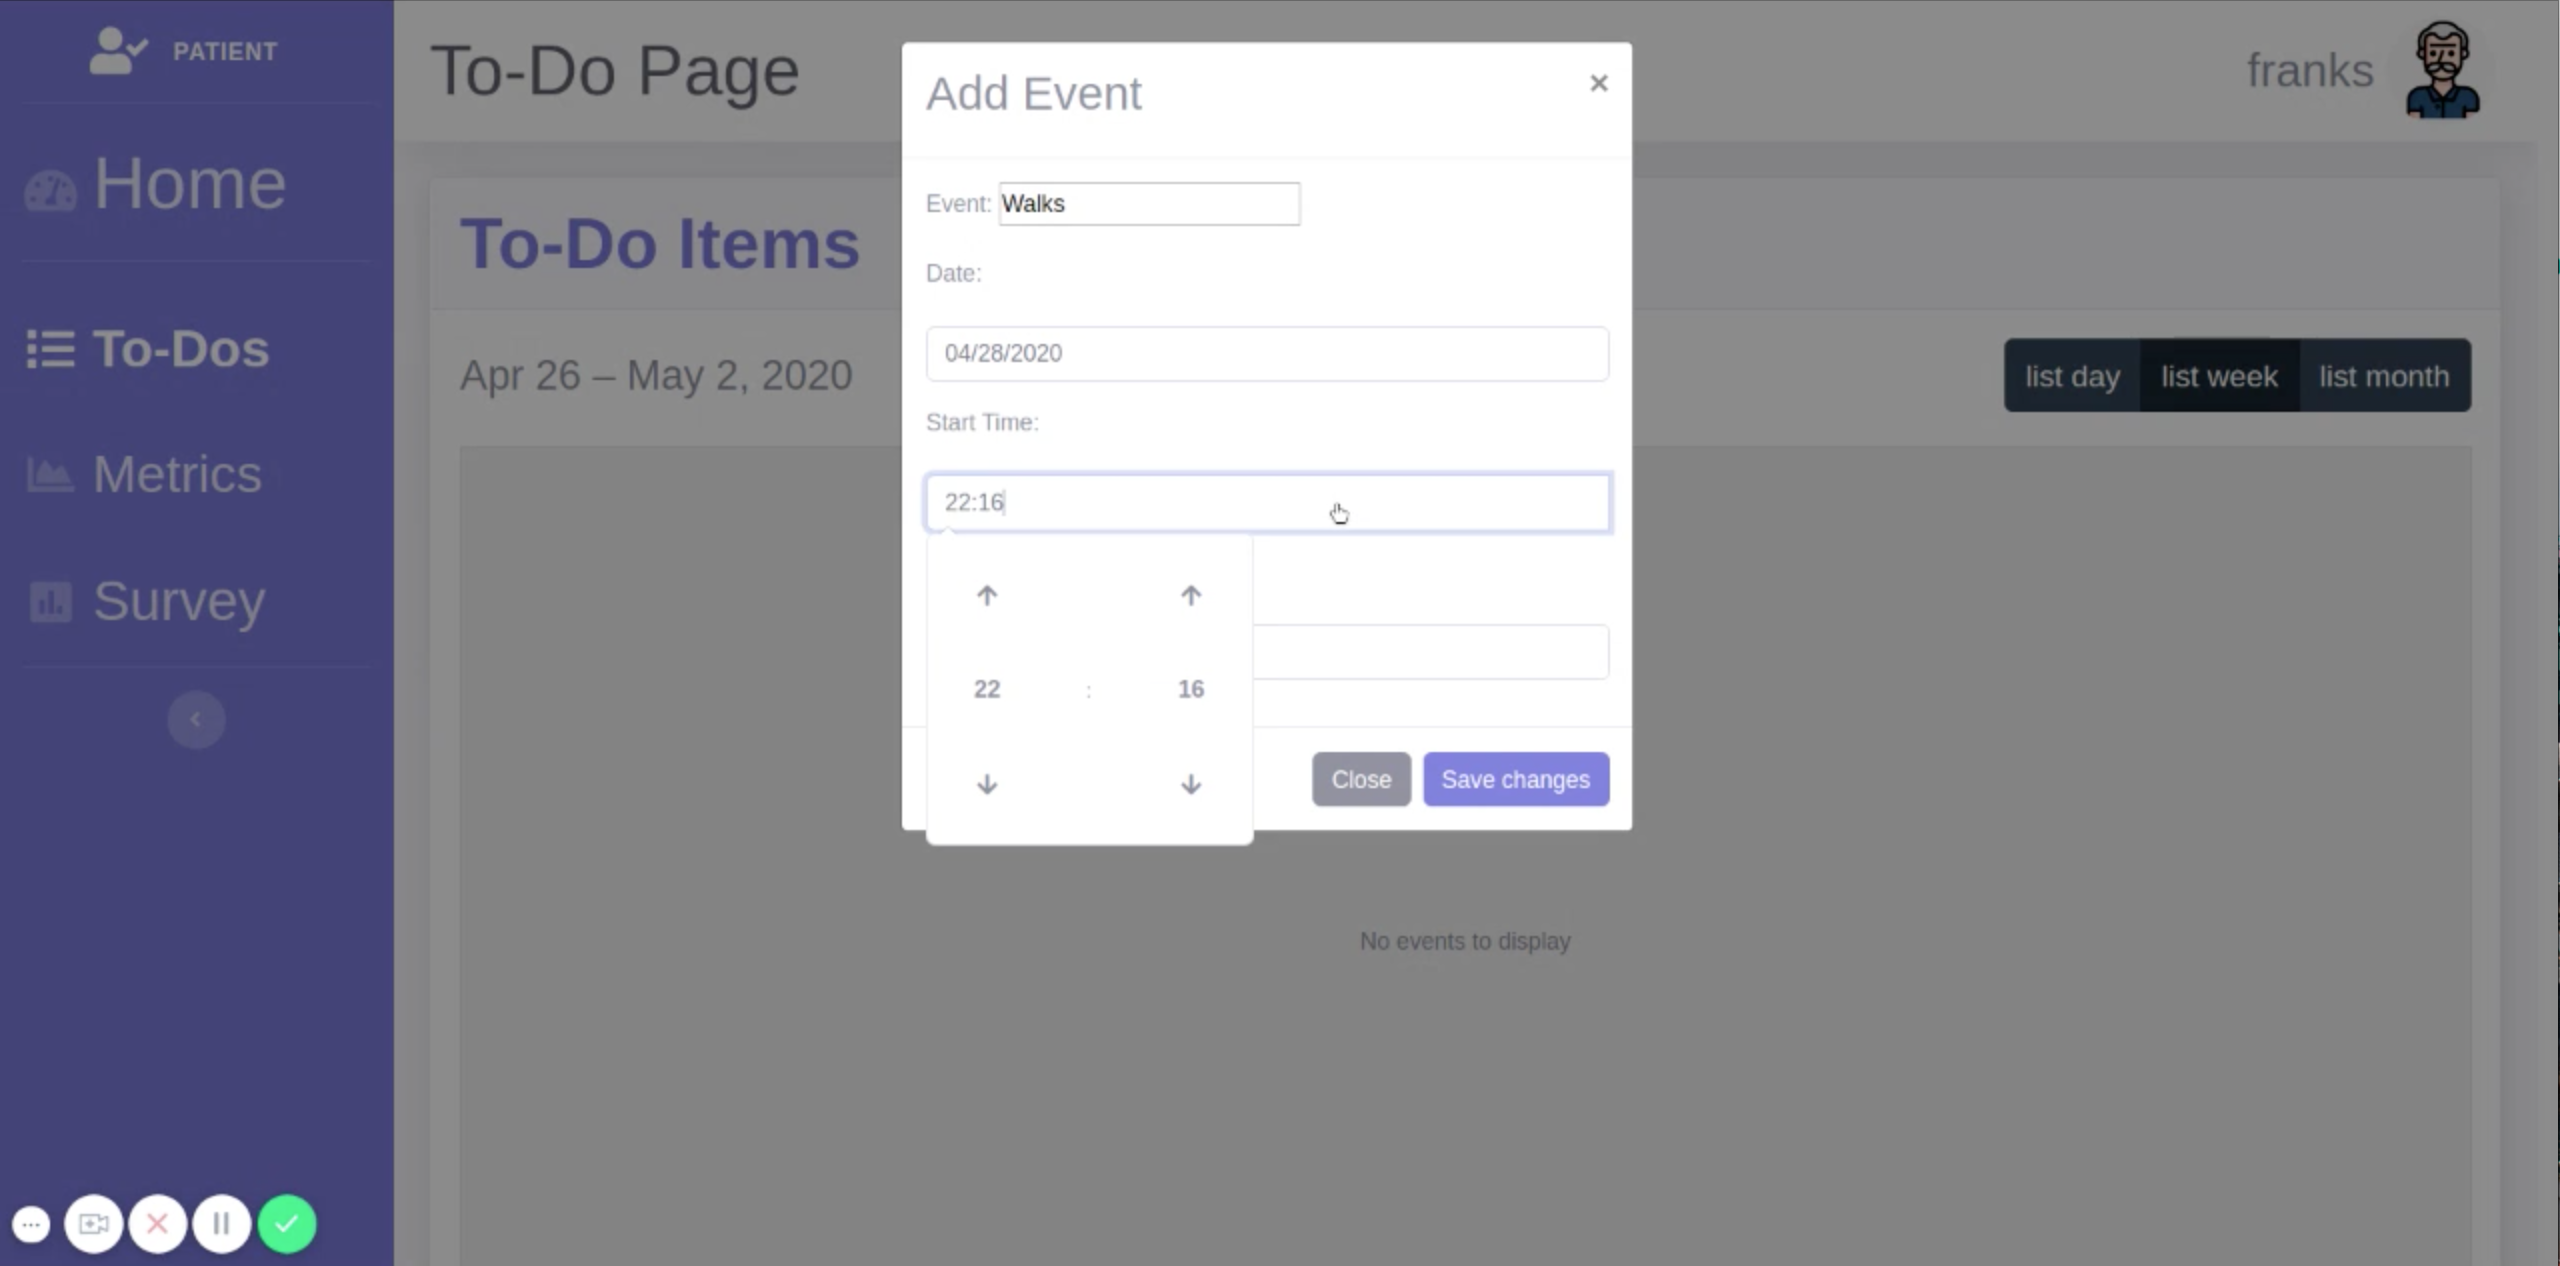 PATIENT
Home
To-Dos
Metrics
Survey
To-Do Page
franks
To-Do Items
Apr 26 – May 2, 2020
list day
list week
list month
No events to display
Add Event
×
Event: Walks
Date:
04/28/2020
Start Time:
22:16
22 : 16
Close
Save changes